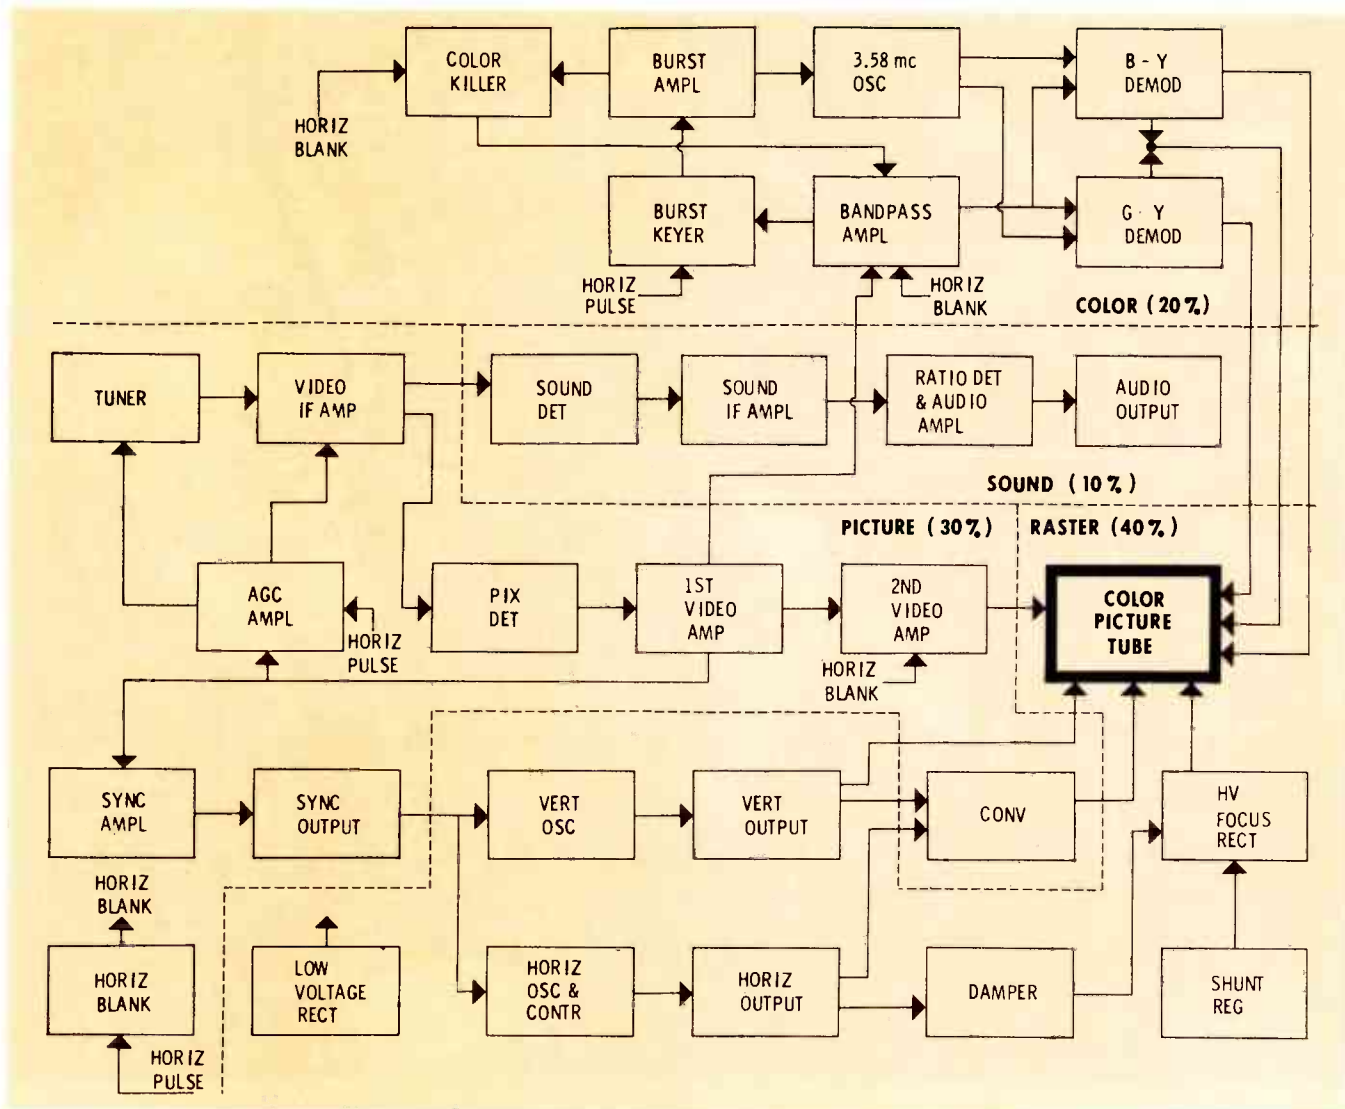 COLOR
KILLER
BURST
AMPL
3.58 mc
OSC
B - Y
DEMOD
HORIZ
BLANK
BURST
KEYER
BANDPASS
AMPL
G - Y
DEMOD
HORIZ
PULSE
HORIZ
BLANK
COLOR (20%)
TUNER
VIDEO
IF AMP
SOUND
DET
SOUND
IF AMPL
RATIO DET
& AUDIO
AMPL
AUDIO
OUTPUT
SOUND (10%)
PICTURE (30%)
RASTER (40%)
AGC
AMPL
HORIZ
PULSE
PIX
DET
1ST
VIDEO
AMP
2ND
VIDEO
AMP
HORIZ
BLANK
COLOR
PICTURE
TUBE
SYNC
AMPL
SYNC
OUTPUT
VERT
OSC
VERT
OUTPUT
CONV
HV
FOCUS
RECT
HORIZ
BLANK
HORIZ
BLANK
LOW
VOLTAGE
RECT
HORIZ
OSC &
CONTR
HORIZ
OUTPUT
DAMPER
SHUNT
REG
HORIZ
PULSE